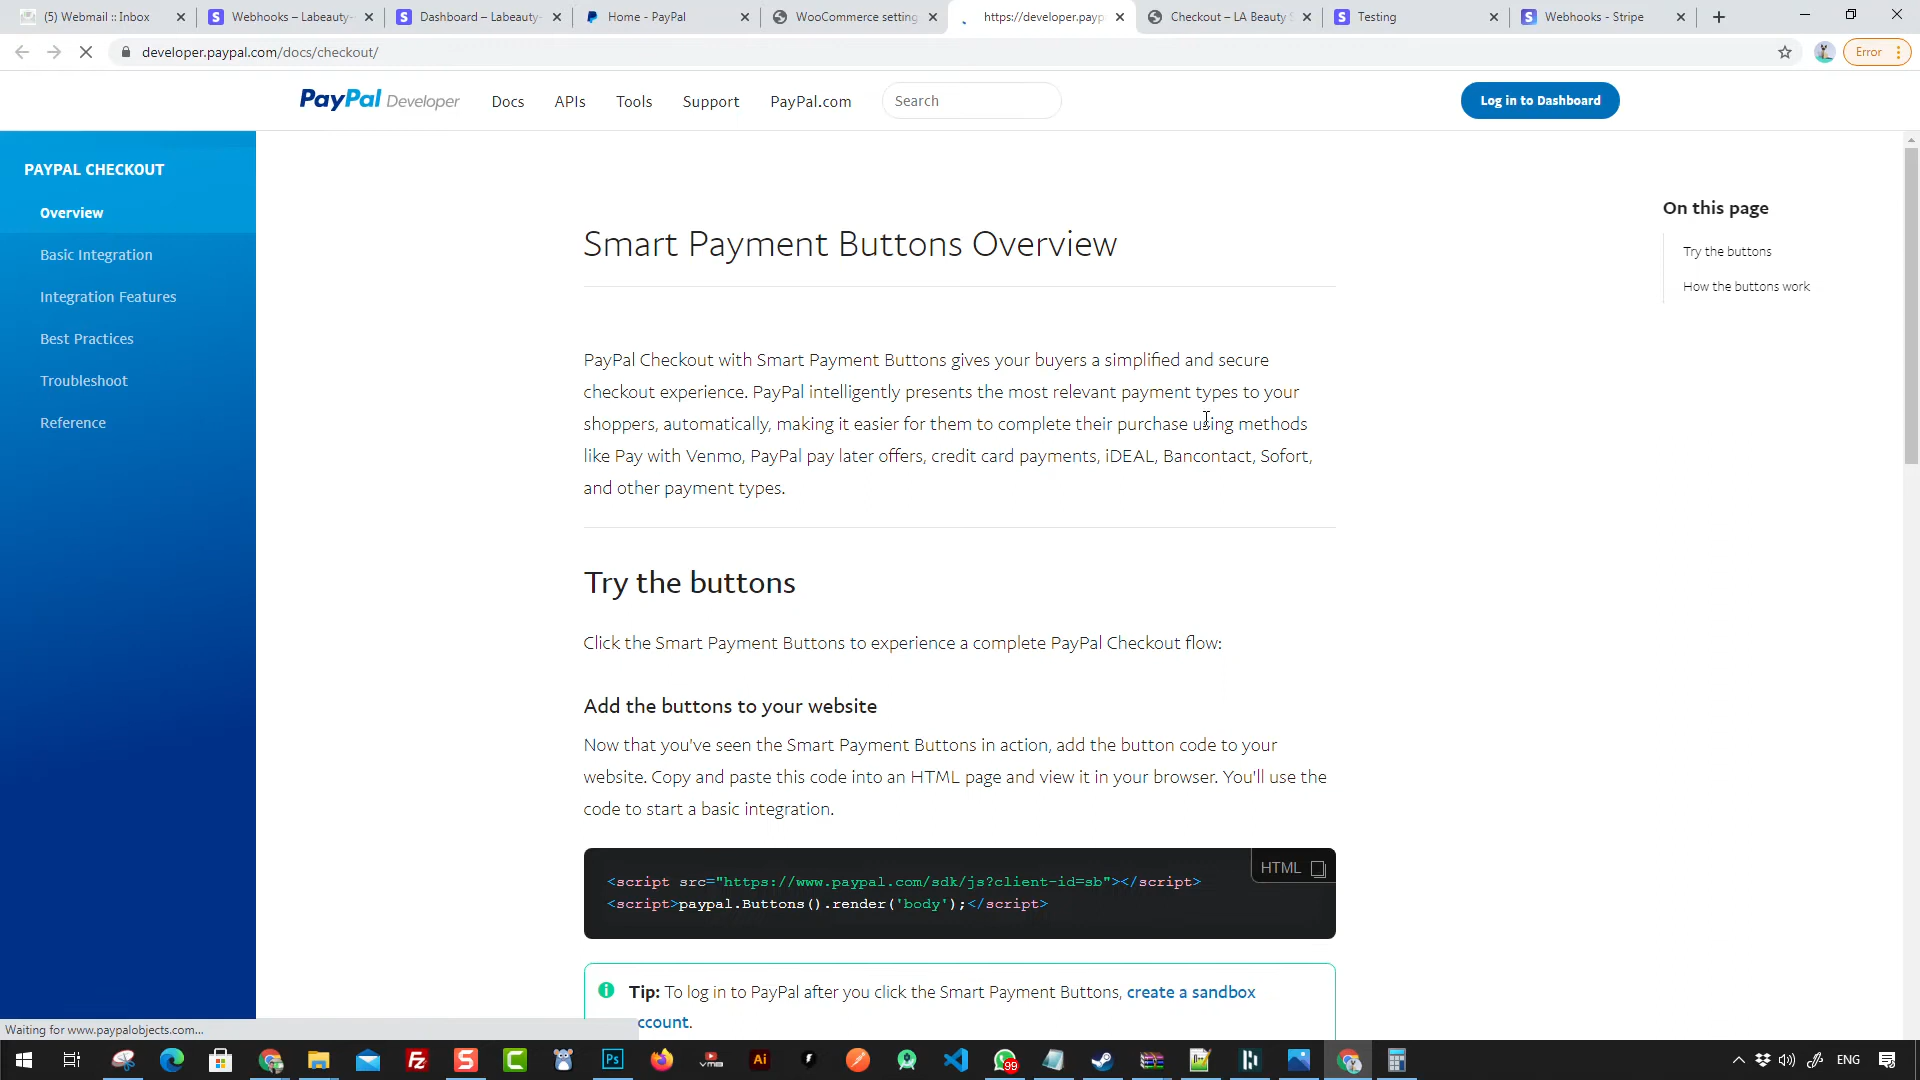 (5) Webmail :: Inbox
Webhooks – Labeauty-
Dashboard – Labeauty-
Home - PayPal
WooCommerce setting
https://developer.payp
Checkout – LA Beauty S
Testing
Webhooks - Stripe
developer.paypal.com/docs/checkout/
Error
PayPal Developer
Docs
APIs
Tools
Support
PayPal.com
Search
Log in to Dashboard
PAYPAL CHECKOUT
Overview
Basic Integration
Integration Features
Best Practices
Troubleshoot
Reference
Smart Payment Buttons Overview
PayPal Checkout with Smart Payment Buttons gives your buyers a simplified and secure
checkout experience. PayPal intelligently presents the most relevant payment types to your
shoppers, automatically, making it easier for them to complete their purchase using methods
like Pay with Venmo, PayPal pay later offers, credit card payments, iDEAL, Bancontact, Sofort,
and other payment types.
Try the buttons
Click the Smart Payment Buttons to experience a complete PayPal Checkout flow:
Add the buttons to your website
Now that you've seen the Smart Payment Buttons in action, add the button code to your
website. Copy and paste this code into an HTML page and view it in your browser. You'll use the
code to start a basic integration.
HTML
<script src="https://www.paypal.com/sdk/js?client-id=sb"></script>
<script>paypal.Buttons().render('body');</script>
Tip: To log in to PayPal after you click the Smart Payment Buttons, create a sandbox
ccount.
On this page
Try the buttons
How the buttons work
Waiting for www.paypalobjects.com...
99
ENG